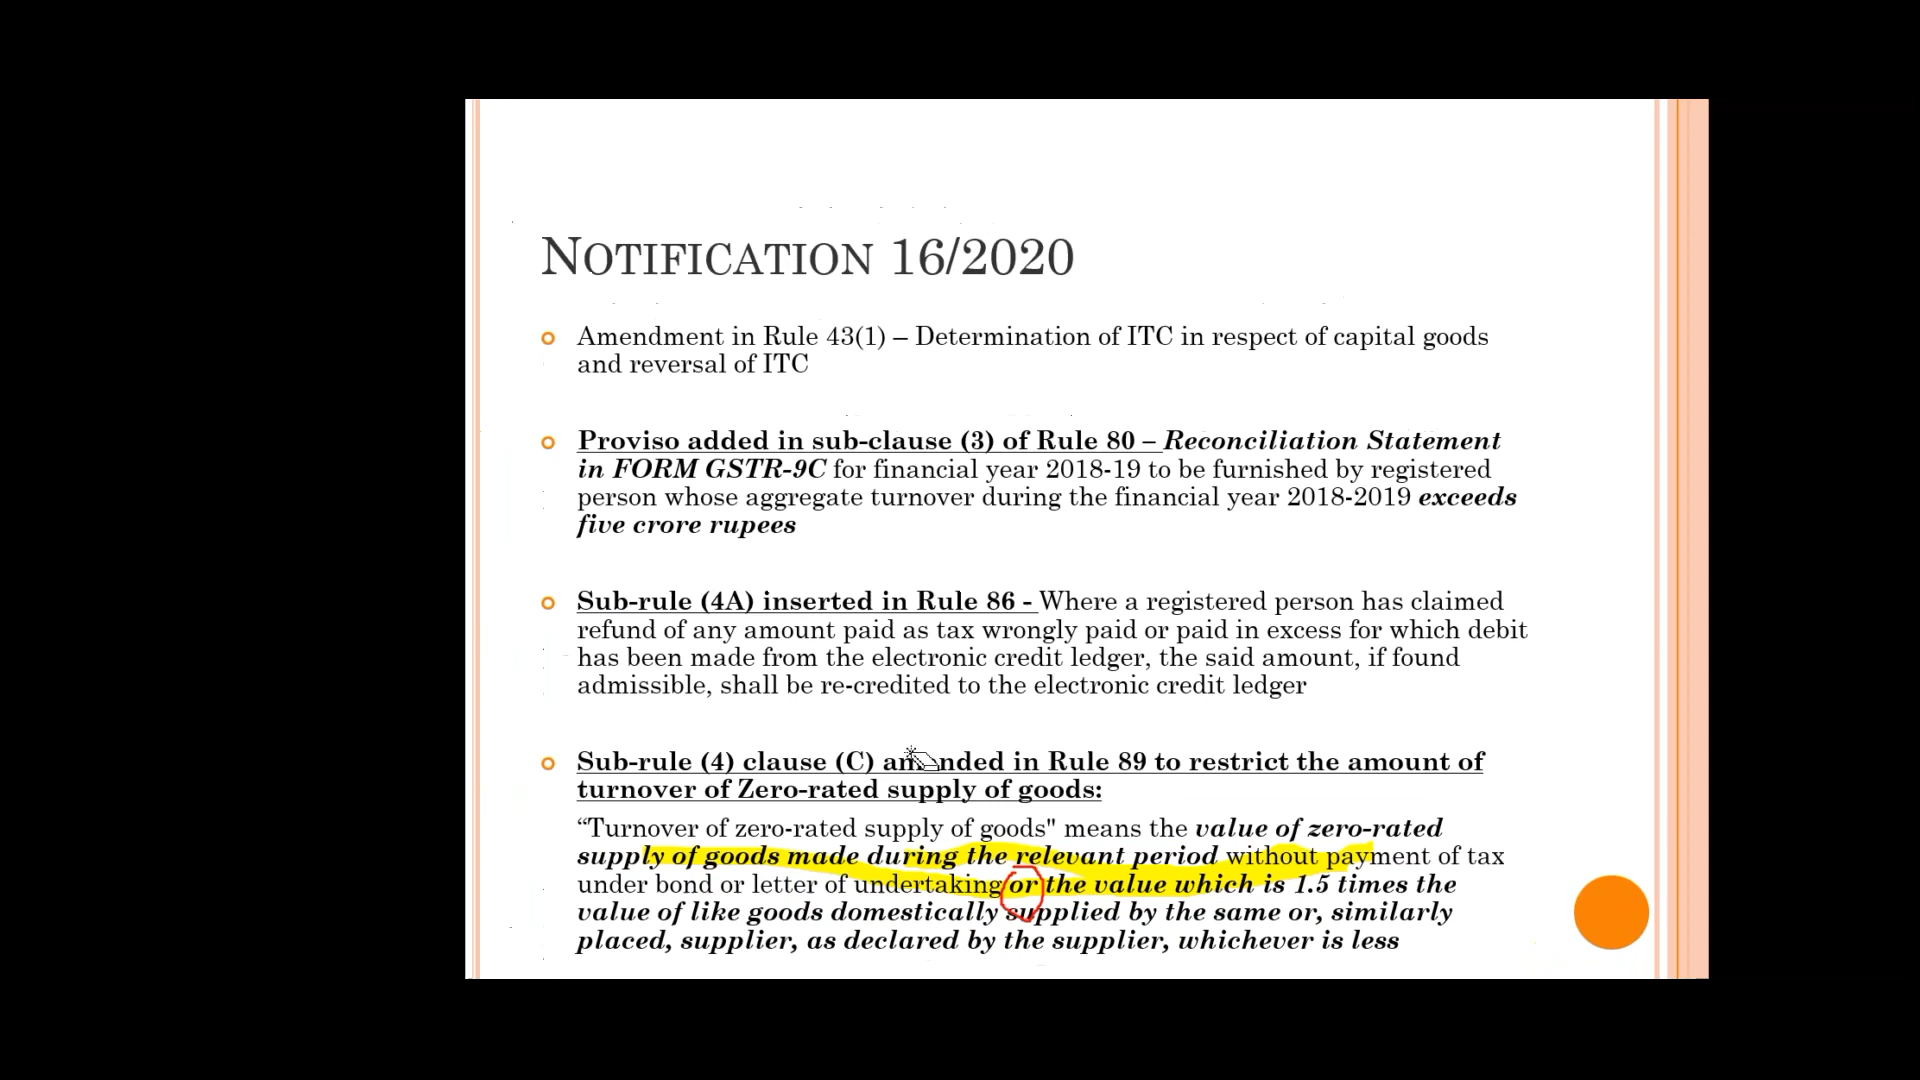 NOTIFICATION 16/2020
Amendment in Rule 43(1) – Determination of ITC in respect of capital goods
and reversal of ITC
Proviso added in sub-clause (3) of Rule 80 – Reconciliation Statement
in FORM GSTR-9C for financial year 2018-19 to be furnished by registered
person whose aggregate turnover during the financial year 2018-2019 exceeds
five crore rupees
Sub-rule (4A) inserted in Rule 86 - Where a registered person has claimed
refund of any amount paid as tax wrongly paid or paid in excess for which debit
has been made from the electronic credit ledger, the said amount, if found
admissible, shall be re-credited to the electronic credit ledger
Sub-rule (4) clause (C) amended in Rule 89 to restrict the amount of
turnover of Zero-rated supply of goods:
“Turnover of zero-rated supply of goods" means the value of zero-rated
supply of goods made during the relevant period without payment of tax
under bond or letter of undertaking or the value which is 1.5 times the
value of like goods domestically supplied by the same or, similarly
placed, supplier, as declared by the supplier, whichever is less